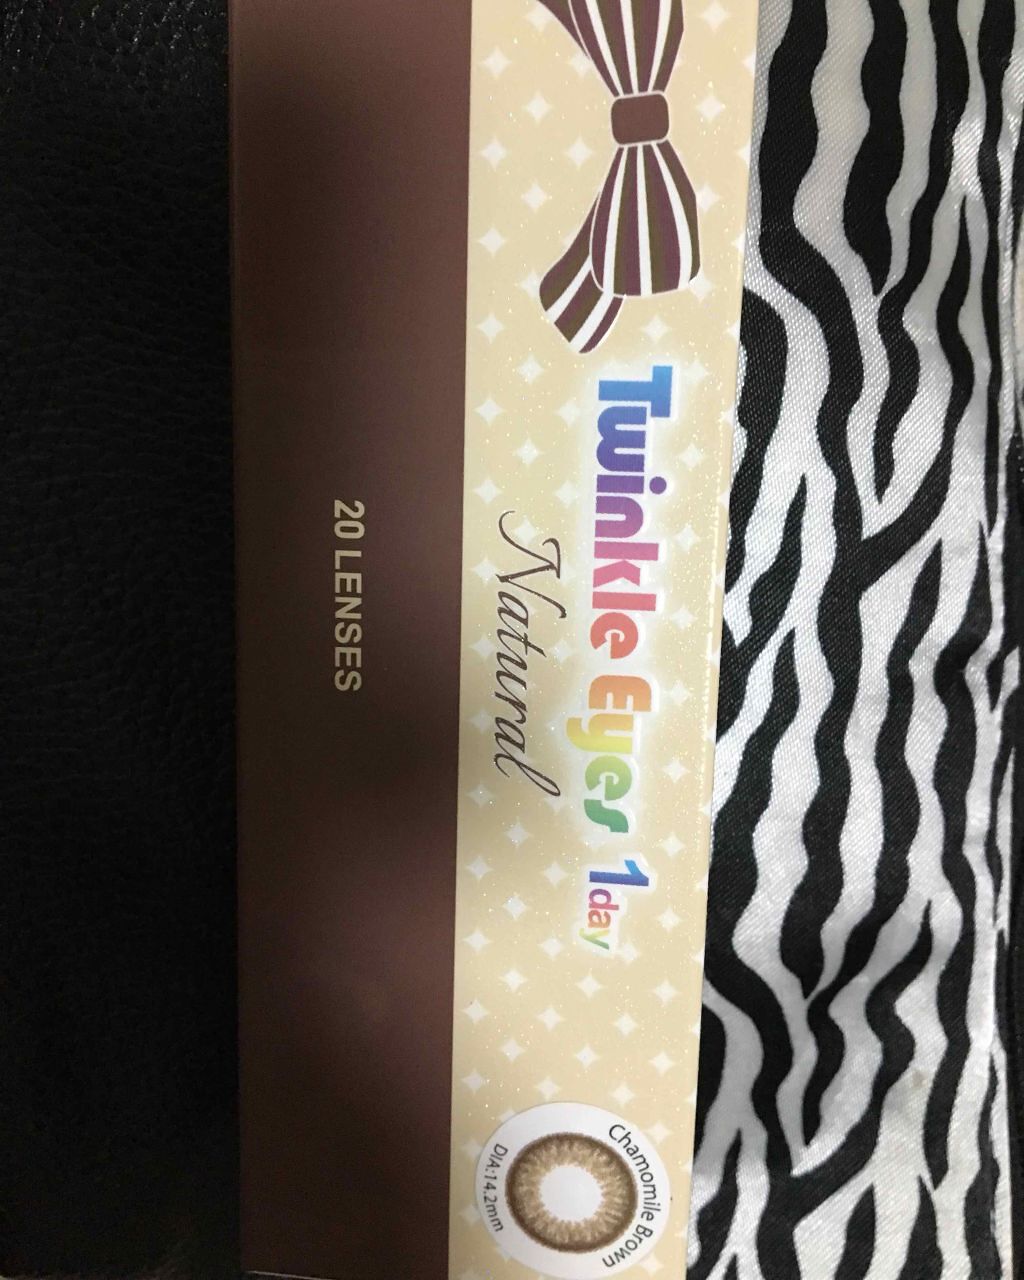 Twinkle Eyes 1day
Natural
Chamomile Brown
DIA:14.2mm
20 LENSES